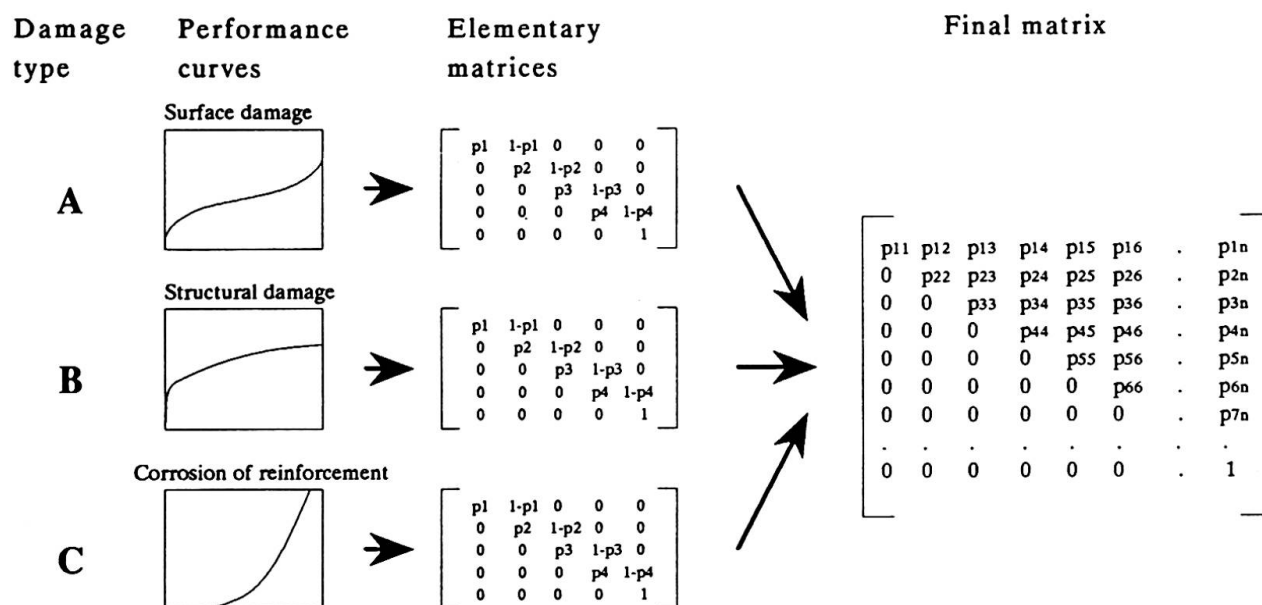 Damage type
Performance curves
Elementary matrices
Final matrix
A
Surface damage
p1 1-p1 0 0 0
0 p2 1-p2 0 0
0 0 p3 1-p3 0
0 0 0 p4 1-p4
0 0 0 0 1
B
Structural damage
p1 1-p1 0 0 0
0 p2 1-p2 0 0
0 0 p3 1-p3 0
0 0 0 p4 1-p4
0 0 0 0 1
C
Corrosion of reinforcement
p1 1-p1 0 0 0
0 p2 1-p2 0 0
0 0 p3 1-p3 0
0 0 0 p4 1-p4
0 0 0 0 1
p11 p12 p13 p14 p15 p16 . p1n
0 p22 p23 p24 p25 p26 . p2n
0 0 p33 p34 p35 p36 . p3n
0 0 0 p44 p45 p46 . p4n
0 0 0 0 p55 p56 . p5n
0 0 0 0 0 p66 . p6n
0 0 0 0 0 0 . p7n
. . . . . . . .
0 0 0 0 0 0 . 1